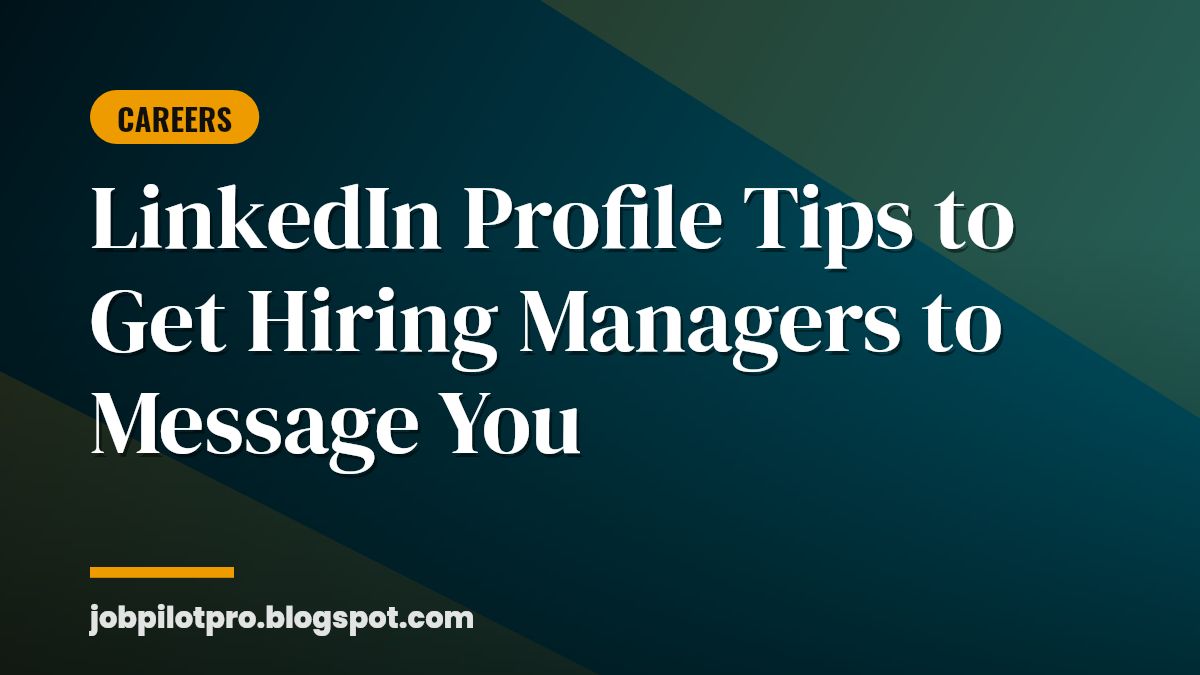 CAREERS
LinkedIn Profile Tips to
Get Hiring Managers to
Message You
jobpilotpro.blogspot.com